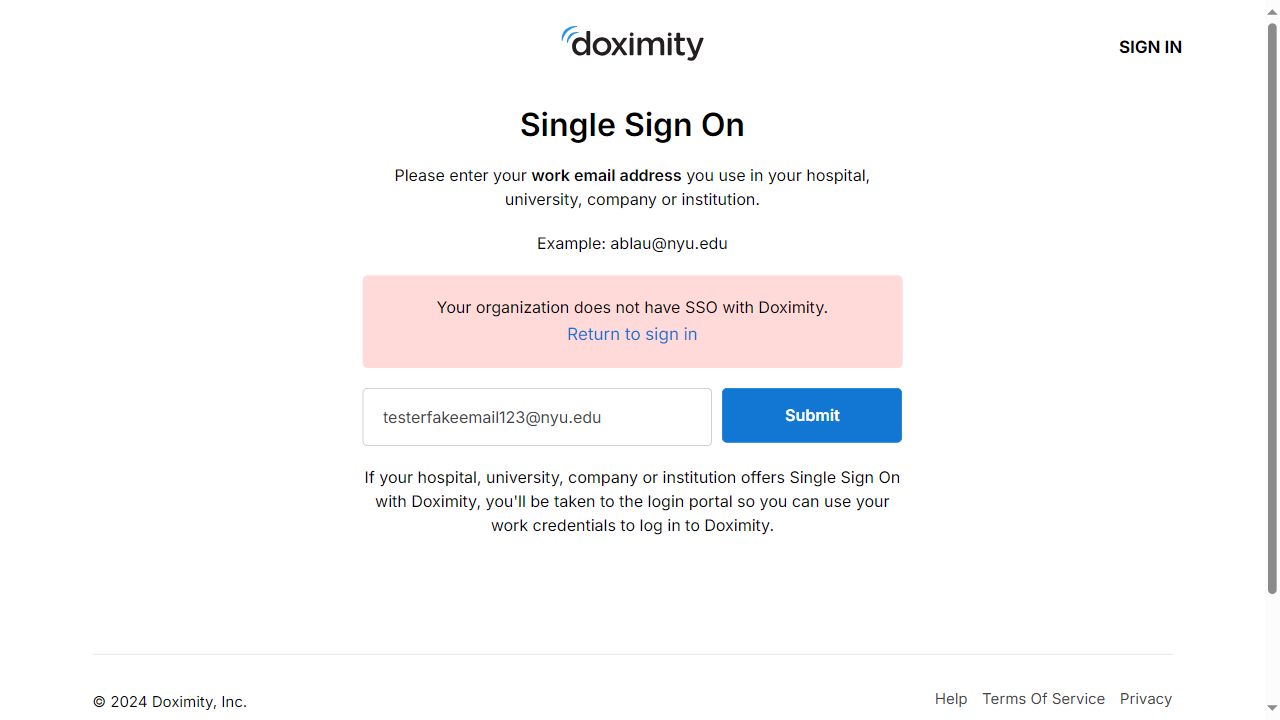 doximity
SIGN IN
Single Sign On
Please enter your work email address you use in your hospital,
university, company or institution.
Example: ablau@nyu.edu
Your organization does not have SSO with Doximity.
Return to sign in
testerfakeemail123@nyu.edu
Submit
If your hospital, university, company or institution offers Single Sign On
with Doximity, you'll be taken to the login portal so you can use your
work credentials to log in to Doximity.
© 2024 Doximity, Inc.
Help Terms Of Service Privacy